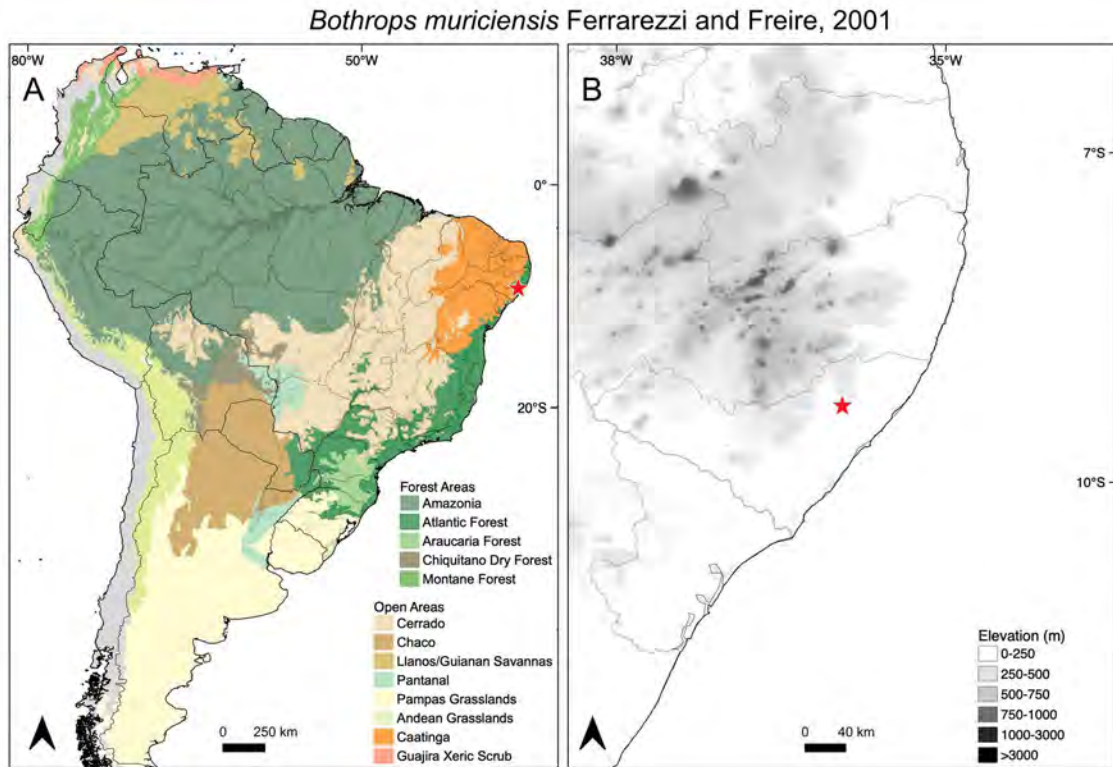 Bothrops muriciensis Ferrarezzi and Freire, 2001
80°W
50°W
A
0°
20°S
Forest Areas
Amazonia
Atlantic Forest
Araucaria Forest
Chiquitano Dry Forest
Montane Forest
Open Areas
Cerrado
Chaco
Llanos/Guianan Savannas
Pantanal
Pampas Grasslands
Andean Grasslands
Caatinga
Guajira Xeric Scrub
0 250 km
38°W
35°W
B
7°S
10°S
Elevation (m)
0-250
250-500
500-750
750-1000
1000-3000
>3000
0 40 km